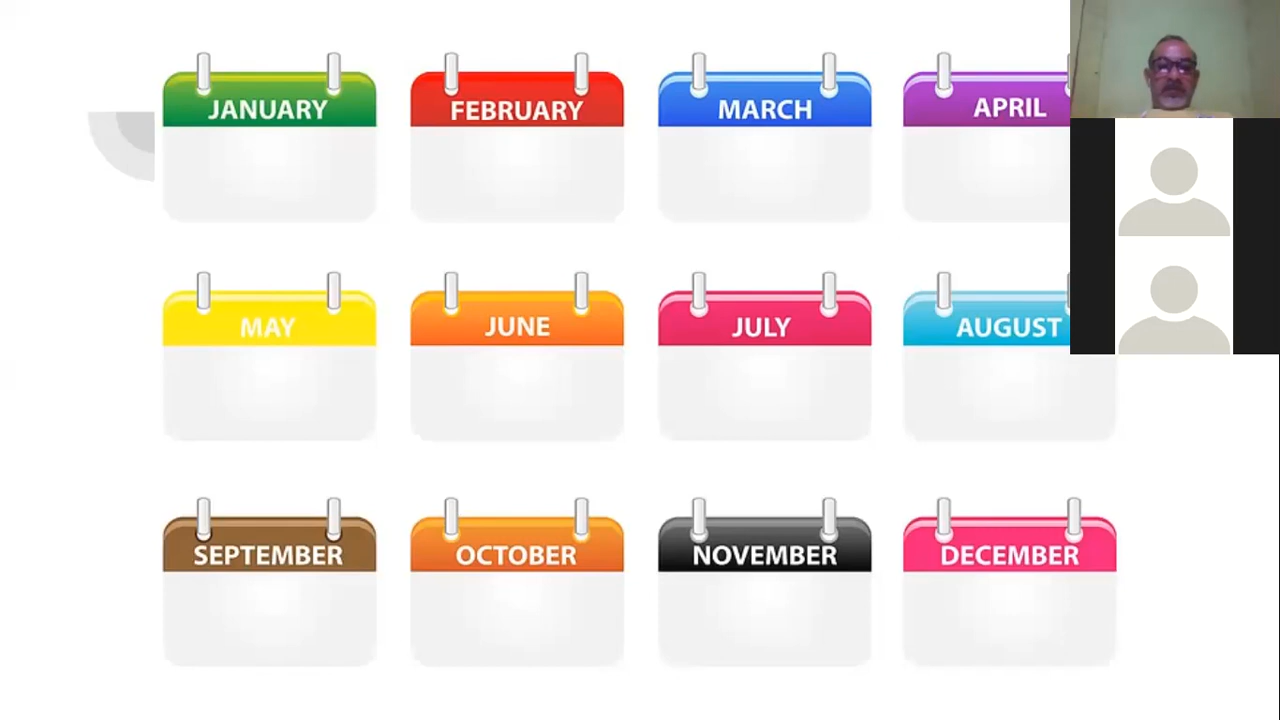 JANUARY
FEBRUARY
MARCH
APRIL
MAY
JUNE
JULY
AUGUST
SEPTEMBER
OCTOBER
NOVEMBER
DECEMBER